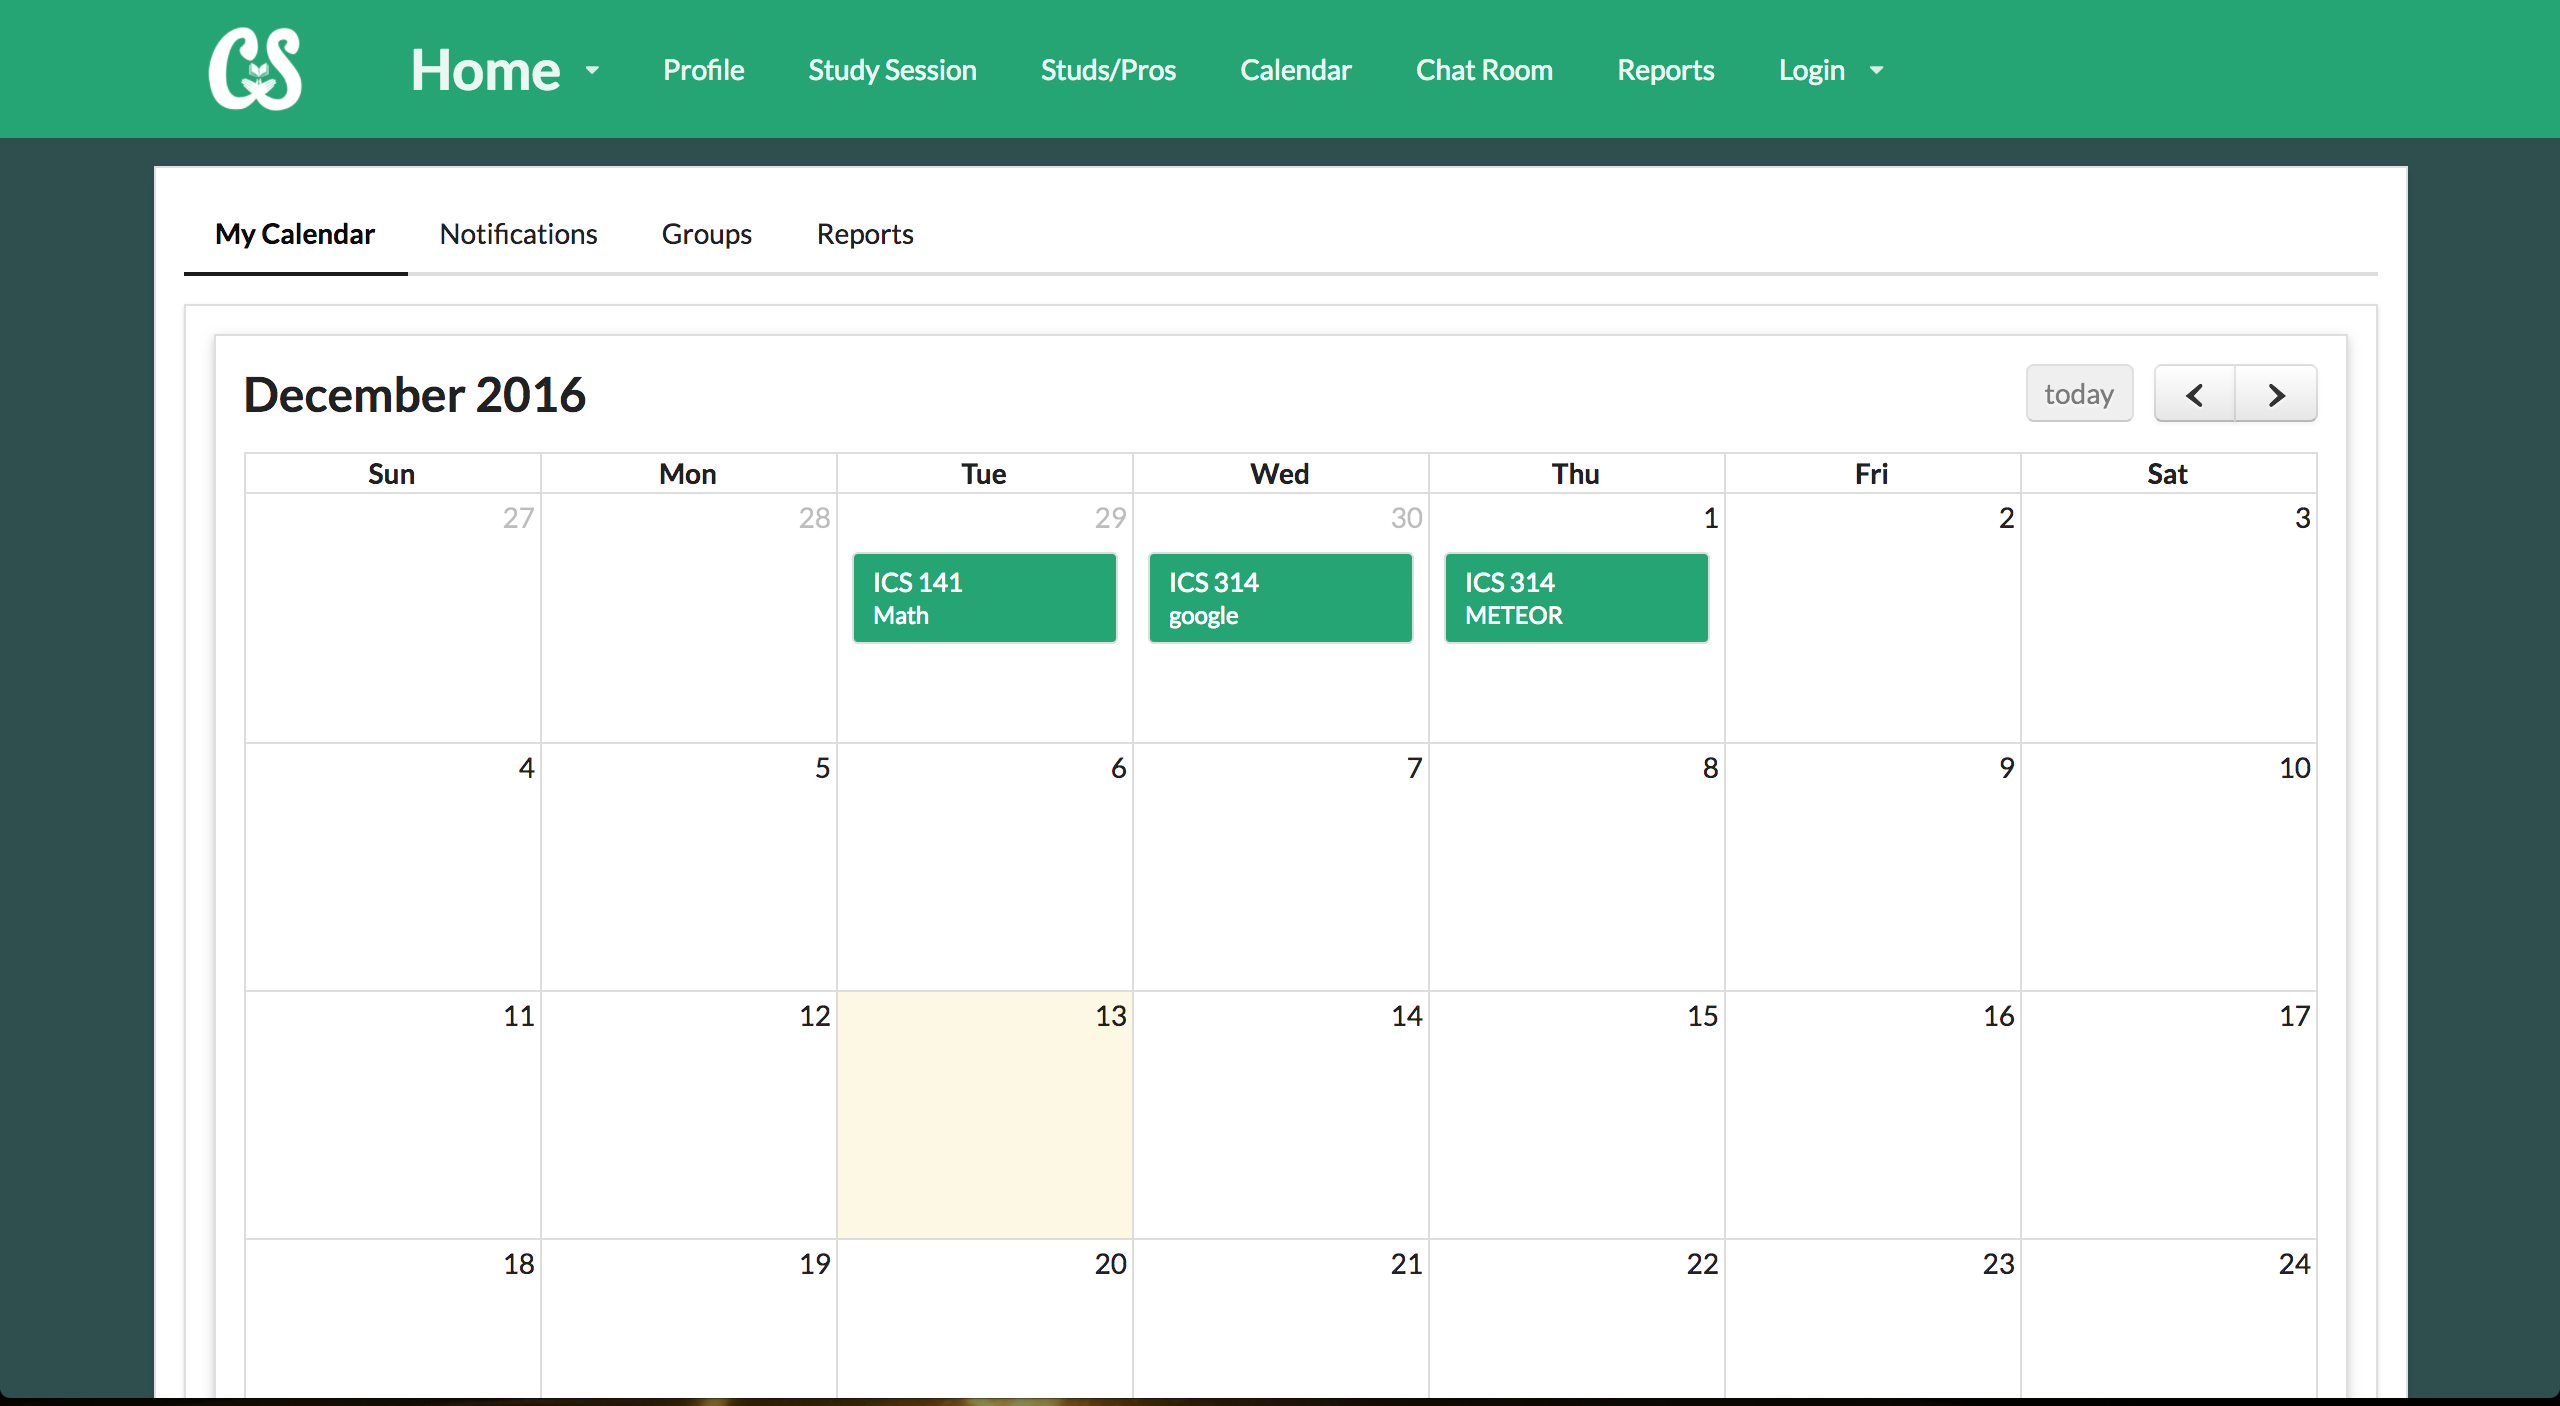 CS
Home Profile Study Session Studs/Pros Calendar Chat Room Reports Login
My Calendar Notifications Groups Reports
December 2016 today
Sun Mon Tue Wed Thu Fri Sat
27 28 29 30 1 2 3
ICS 141 ICS 314 ICS 314
Math google METEOR
4 5 6 7 8 9 10
11 12 13 14 15 16 17
18 19 20 21 22 23 24